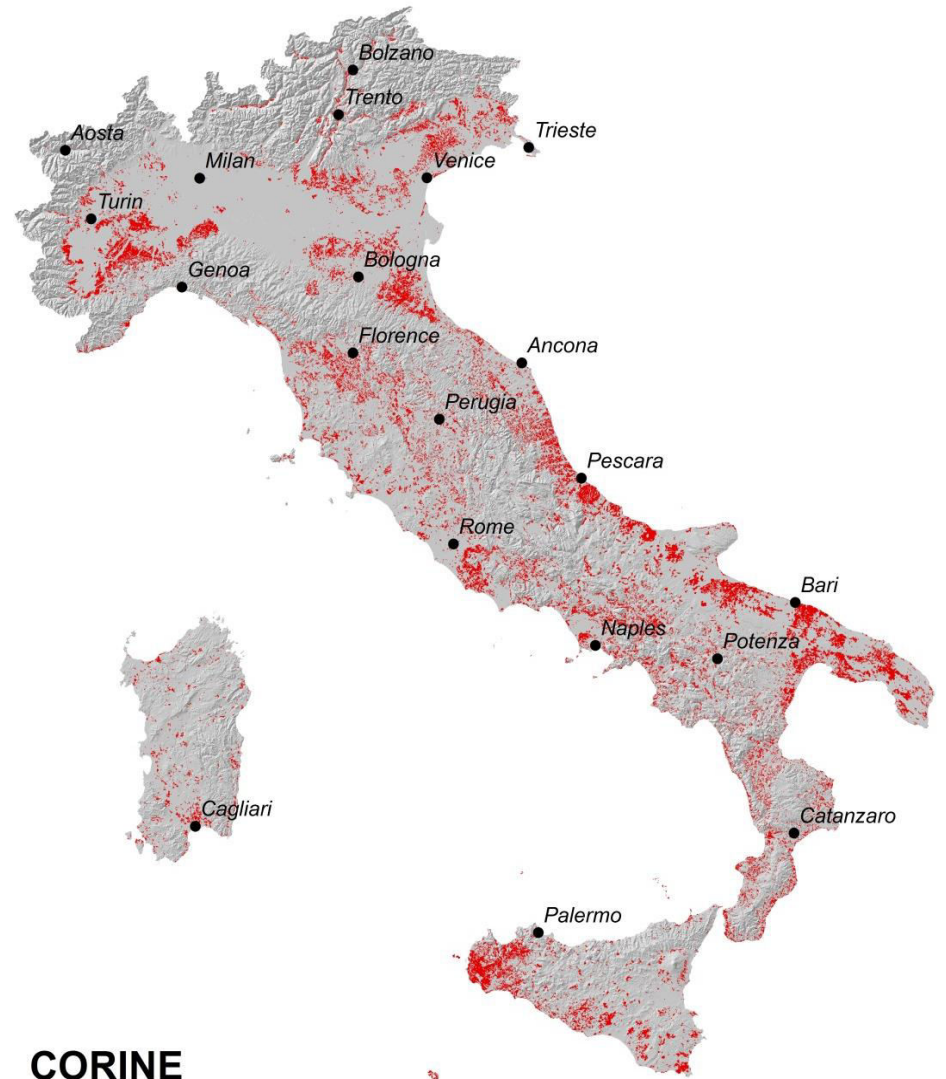 Bolzano
Trento
Aosta
Trieste
Milan
Venice
Turin
Bologna
Genoa
Florence
Ancona
Perugia
Pescara
Rome
Bari
Naples
Potenza
Cagliari
Catanzaro
Palermo
CORINE